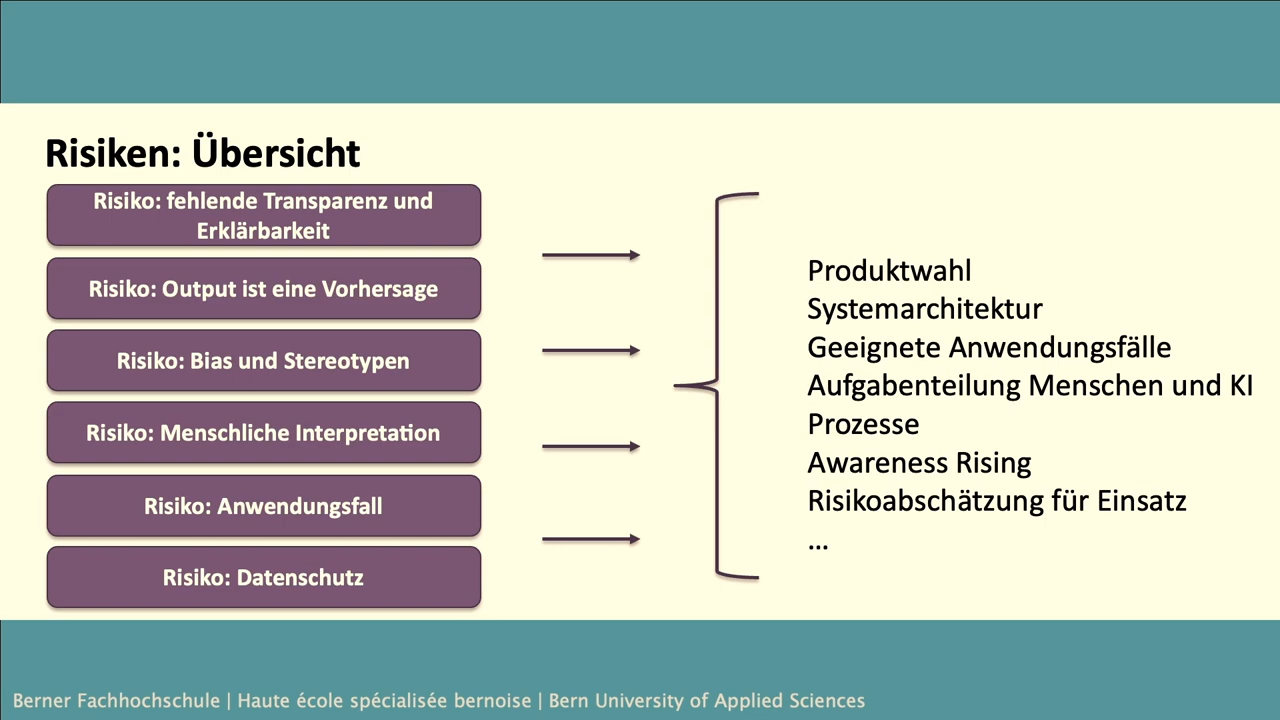 Risiken: Übersicht
Risiko: fehlende Transparenz und
Erklärbarkeit
Risiko: Output ist eine Vorhersage
Risiko: Bias und Stereotypen
Risiko: Menschliche Interpretation
Risiko: Anwendungsfall
Risiko: Datenschutz
Produktwahl
Systemarchitektur
Geeignete Anwendungsfälle
Aufgabenteilung Menschen und KI
Prozesse
Awareness Rising
Risikoabschätzung für Einsatz
...
Berner Fachhochschule | Haute école spécialisée bernoise | Bern University of Applied Sciences